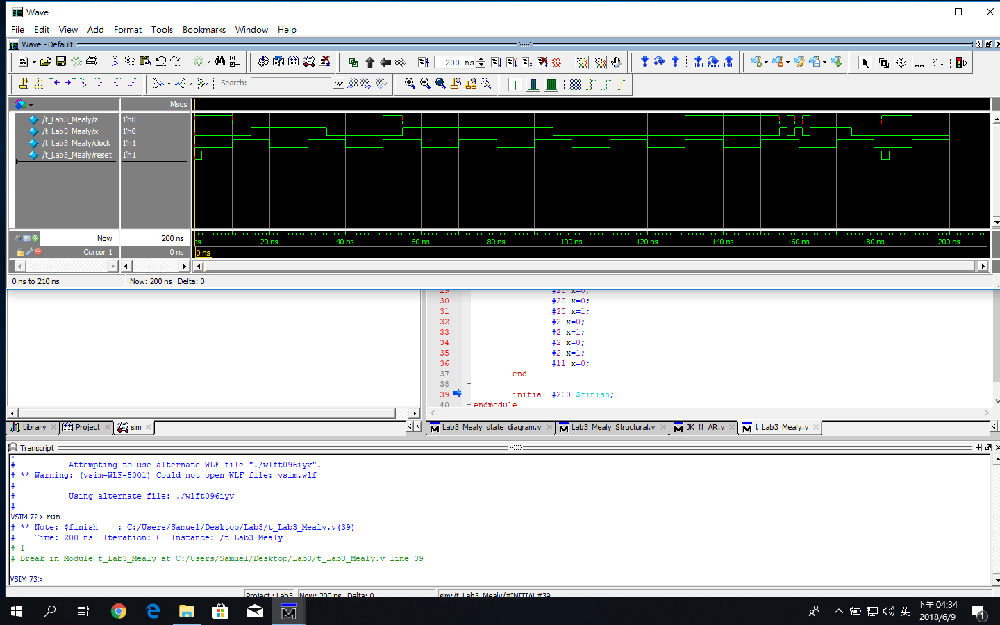 Wave
File Edit View Add Format Tools Bookmarks Window Help
Wave - Default
200 ns
Search:
Msgs
/t_Lab3_Mealy/z 1'h0
/t_Lab3_Mealy/x 1'h0
/t_Lab3_Mealy/clock 1'h1
/t_Lab3_Mealy/reset 1'h1
Now 200 ns
ns 20 ns 40 ns 60 ns 80 ns 100 ns 120 ns 140 ns 160 ns 180 ns 200 ns
Cursor 1 0 ns
0 ns
0 ns to 210 ns Now: 200 ns Delta: 0
29 #20 x=0;
30 #20 x=0;
31 #20 x=1;
32 #2 x=0;
33 #2 x=1;
34 #2 x=0;
35 #2 x=1;
36 #11 x=0;
37 end
38
39 initial #200 $finish;
40 endmodule
Library Project sim
Lab3_Mealy_state_diagram.v Lab3_Mealy_Structural.v JK_ff_AR.v t_Lab3_Mealy.v
Transcript
# Attempting to use alternate WLF file "./wlft096iyv".
# ** Warning: (vsim-WLF-5001) Could not open WLF file: vsim.wlf
#
# Using alternate file: ./wlft096iyv
#
VSIM 72> run
# ** Note: $finish : C:/Users/Samuel/Desktop/Lab3/t_Lab3_Mealy.v(39)
# Time: 200 ns Iteration: 0 Instance: /t_Lab3_Mealy
# 1
# Break in Module t_Lab3_Mealy at C:/Users/Samuel/Desktop/Lab3/t_Lab3_Mealy.v line 39
VSIM 73>
Project : Lab3 Now: 200 ns Delta: 0 sim:/t_Lab3_Mealy/#INITIAL#39
英
下午 04:34
2018/6/9
1